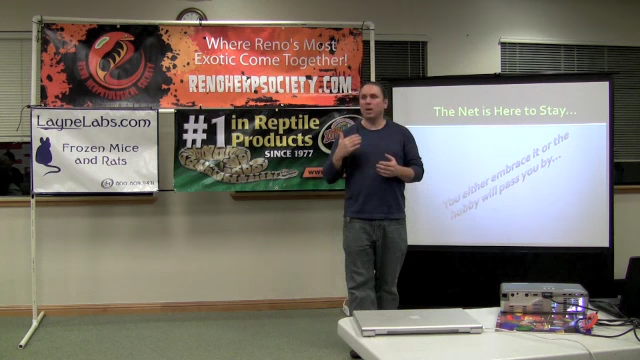 Where Reno's Most
Exotic Come Together!
RENOHERPSOCIETY.COM
LayneLabs.com
Frozen Mice
and Rats
#1 in Reptile
Products
SINCE 1977
The Net is Here to Stay...
You either embrace it or the
hobby will pass you by...